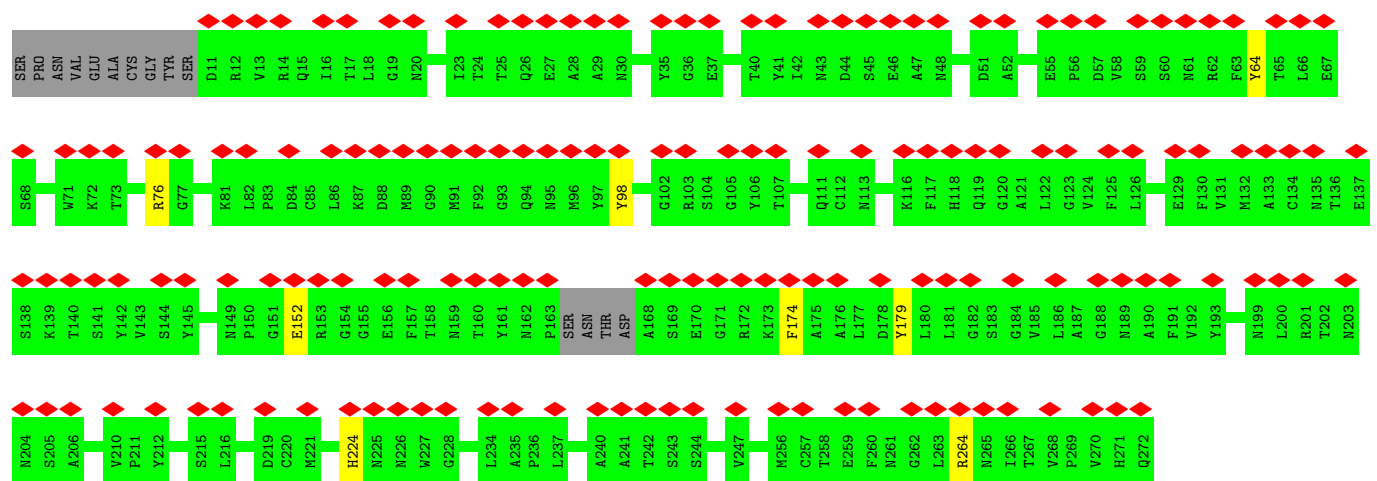 SER PRO ASN VAL GLU ALA CYS GLY TYR SER D11 R12 V13 R14 Q15 I16 T17 L18 G19 N20 I23 T24 T25 Q26 E27 A28 A29 N30 Y35 G36 E37 T40 Y41 I42 N43 D44 S45 E46 A47 N48 D51 A52 E55 P56 D57 V58 S59 S60 N61 R62 F63 Y64 T65 L66 E67
S68 W71 K72 T73 R76 G77 K81 L82 P83 D84 C85 L86 K87 D88 M89 G90 M91 F92 G93 Q94 N95 M96 Y97 Y98 G102 R103 S104 G105 Y106 T107 Q111 C112 N113 K116 F117 H118 Q119 G120 A121 L122 G123 V124 F125 L126 E129 F130 V131 M132 A133 C134 N135 T136 E137
S138 K139 T140 S141 Y142 V143 S144 Y145 N149 P150 G151 E152 R153 G154 G155 E156 F157 T158 N159 T160 Y161 N162 P163 SER ASN THR ASP A168 S169 E170 G171 R172 K173 F174 A175 A176 L177 D178 Y179 L180 L181 G182 S183 G184 V185 L186 A187 G188 N189 A190 F191 V192 Y193 N199 L200 R201 T202 N203
N204 S205 A206 V210 P211 Y212 S215 L216 D219 C220 M221 H224 N225 N226 W227 G228 L234 A235 P236 L237 A240 A241 T242 S243 S244 V247 M256 C257 T258 E259 F260 N261 G262 L263 R264 N265 I266 T267 V268 P269 V270 H271 Q272